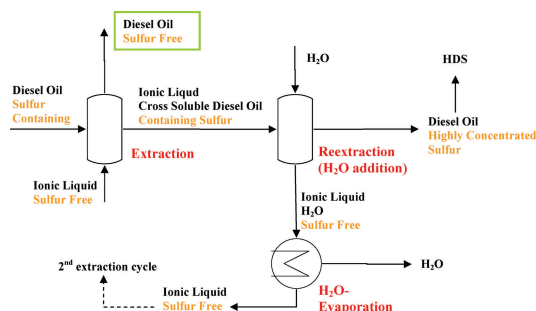 Diesel Oil
Sulfur Free
H₂O
HDS
Diesel Oil
Sulfur
Containing
Ionic Liqud
Cross Soluble Diesel Oil
Containing Sulfur
Diesel Oil
Highly Concentrated
Sulfur
Extraction
Reextraction
(H₂O addition)
Ionic Liquid
Sulfur Free
Ionic Liquid
H₂O
Sulfur Free
2nd extraction cycle
H₂O
Ionic Liquid
Sulfur Free
H₂O-
Evaporation